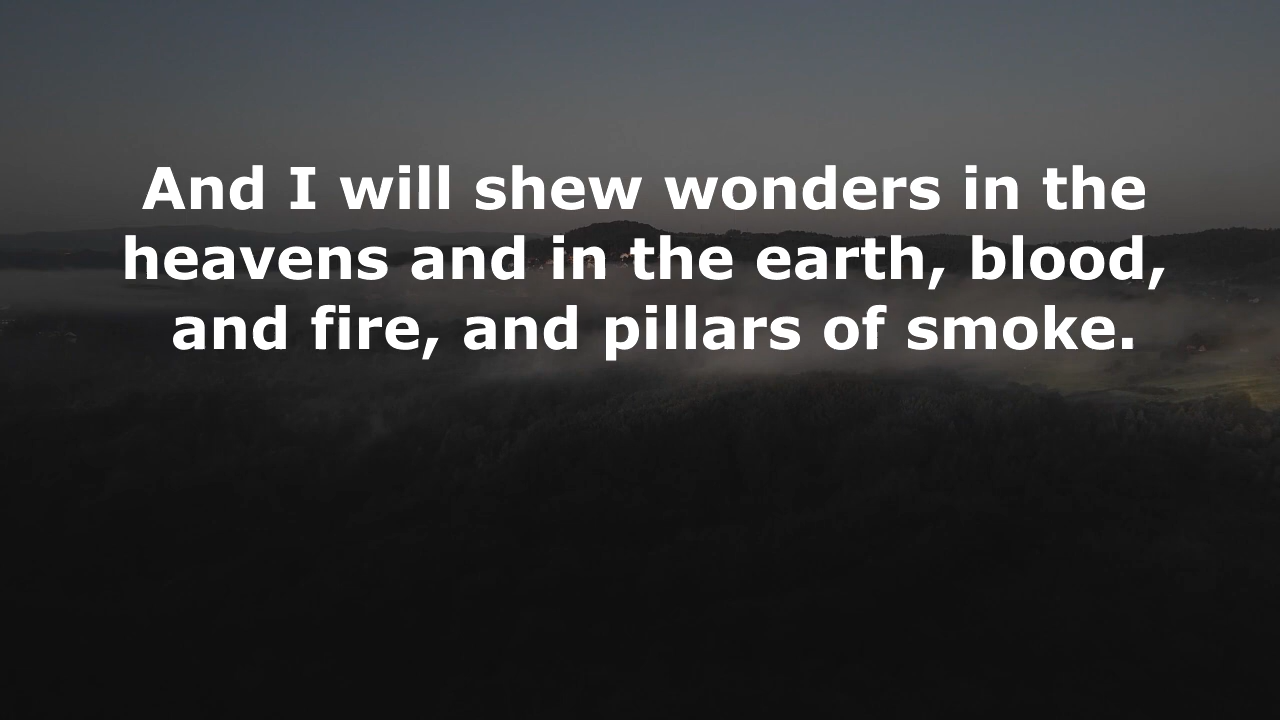 And I will shew wonders in the
heavens and in the earth, blood,
and fire, and pillars of smoke.